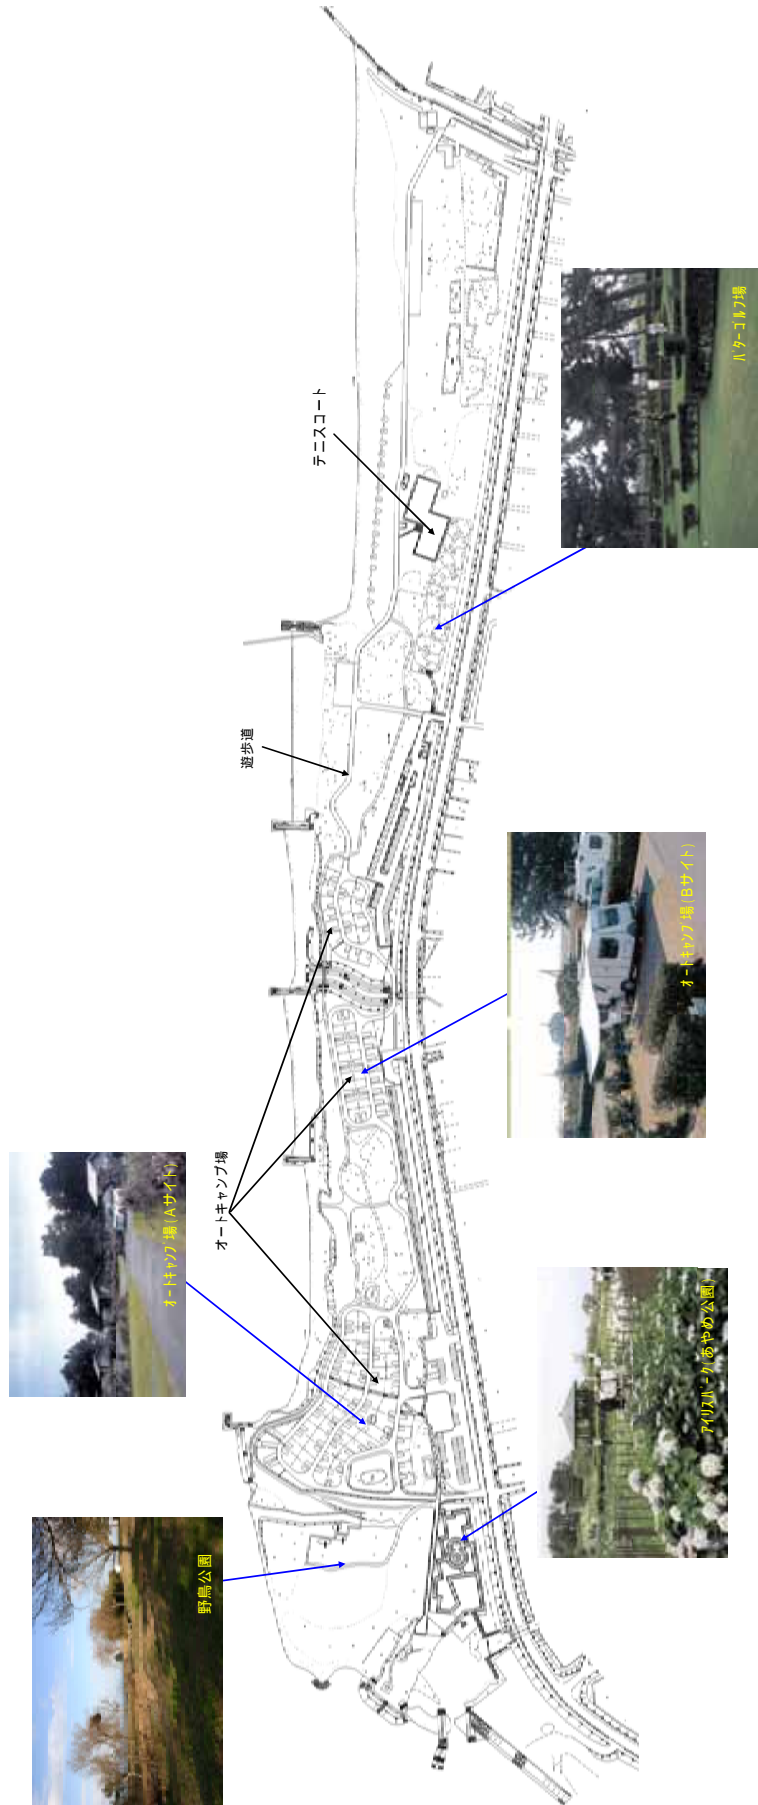 テニスコート
パターゴルフ場
遊歩道
オートキャンプ場(Bサイト)
オートキャンプ場
オートキャンプ場(Aサイト)
アイリスパーク(あやめ公園)
野鳥公園